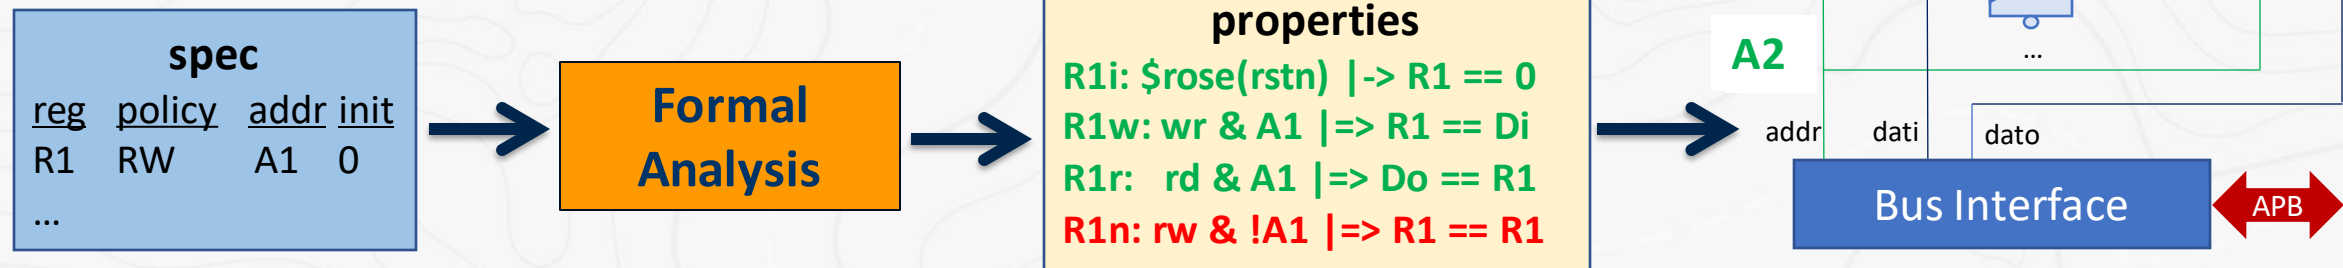 spec
reg policy addr init
R1 RW A1 0
...
Formal
Analysis
properties
R1i: $rose(rstn) |-> R1 == 0
R1w: wr & A1 |=> R1 == Di
R1r: rd & A1 |=> Do == R1
R1n: rw & !A1 |=> R1 == R1
A2
...
addr dati dato
Bus Interface
APB